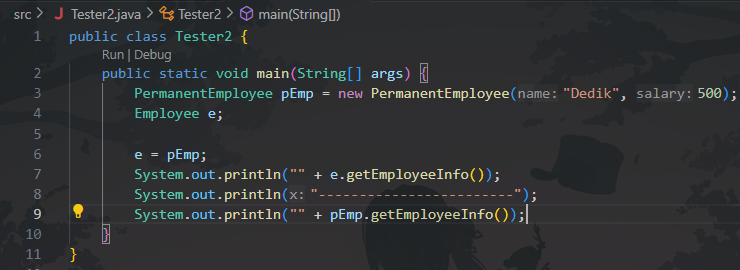 src > J Tester2.java > Tester2 > main(String[])
1 public class Tester2 {
Run | Debug
2 public static void main(String[] args) {
3 PermanentEmployee pEmp = new PermanentEmployee(name:"Dedik", salary:500);
4 Employee e;
5
6 e = pEmp;
7 System.out.println("" + e.getEmployeeInfo());
8 System.out.println(x:"------------------------");
9 System.out.println("" + pEmp.getEmployeeInfo());
10 }
11 }